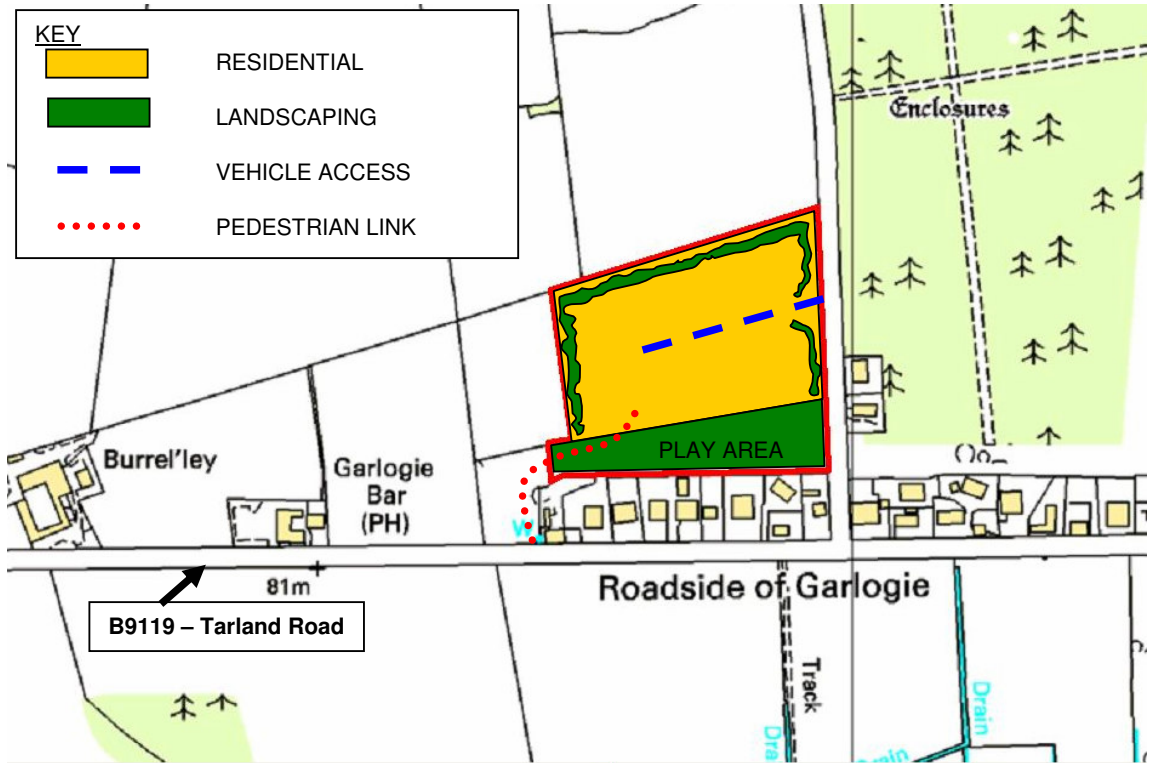 KEY
RESIDENTIAL
LANDSCAPING
VEHICLE ACCESS
PEDESTRIAN LINK
Enclosures
PLAY AREA
Burrel'ley
Garlogie
Bar
(PH)
W
81m
Roadside of Garlogie
B9119 – Tarland Road
Track
Drain
Drain